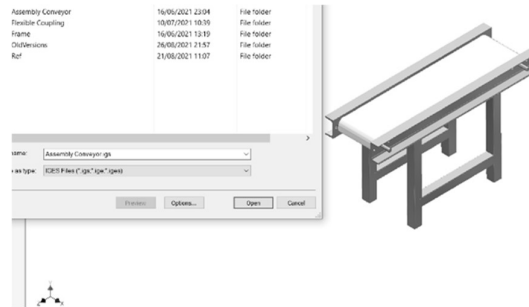 Assembly Conveyor 16/06/2021 23:04 File folder
Flexible Coupling 10/07/2021 10:39 File folder
Frame 16/06/2021 13:19 File folder
OldVersions 26/08/2021 21:57 File folder
Ref 21/08/2021 11:07 File folder
name: Assembly Conveyor.igs
as type: IGES Files (*.igs;*.ige;*.iges)
Preview Options... Open Cancel